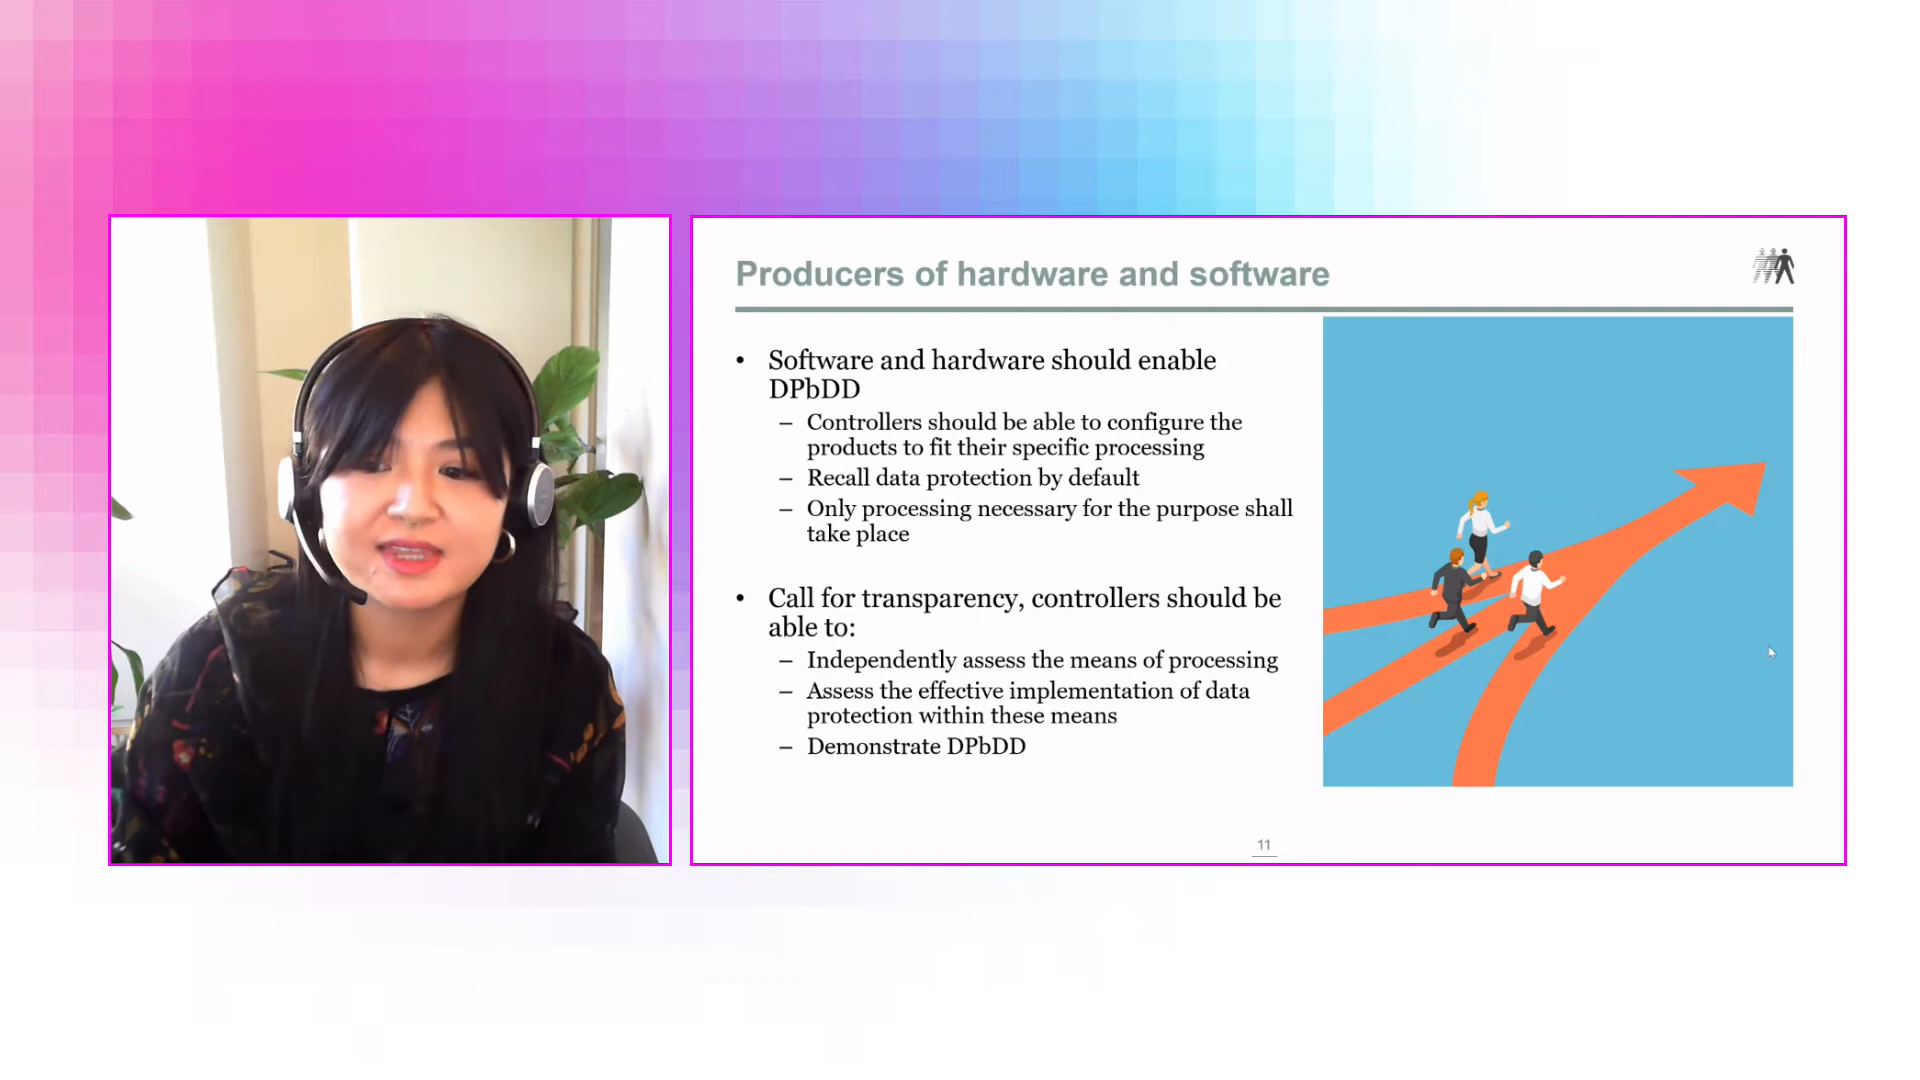 Producers of hardware and software
• Software and hardware should enable
DPbDD
– Controllers should be able to configure the
products to fit their specific processing
– Recall data protection by default
– Only processing necessary for the purpose shall
take place
• Call for transparency, controllers should be
able to:
– Independently assess the means of processing
– Assess the effective implementation of data
protection within these means
– Demonstrate DPbDD
11